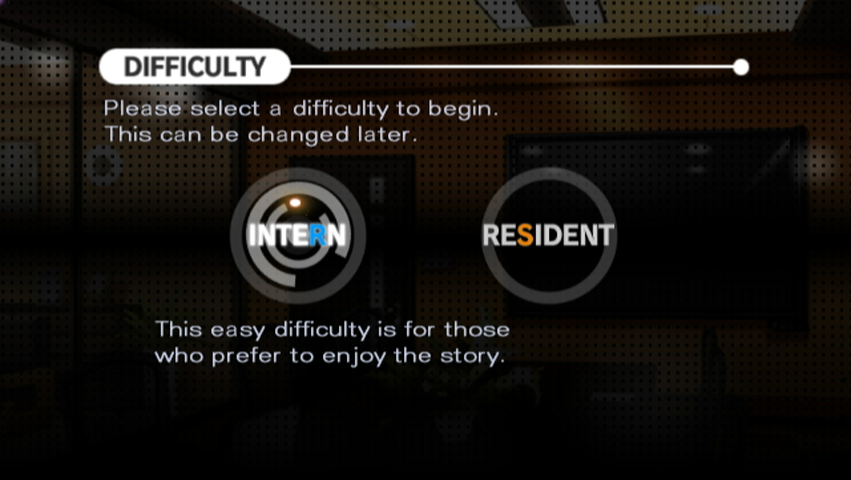 DIFFICULTY
Please select a difficulty to begin.
This can be changed later.
INTERN
RESIDENT
This easy difficulty is for those
who prefer to enjoy the story.